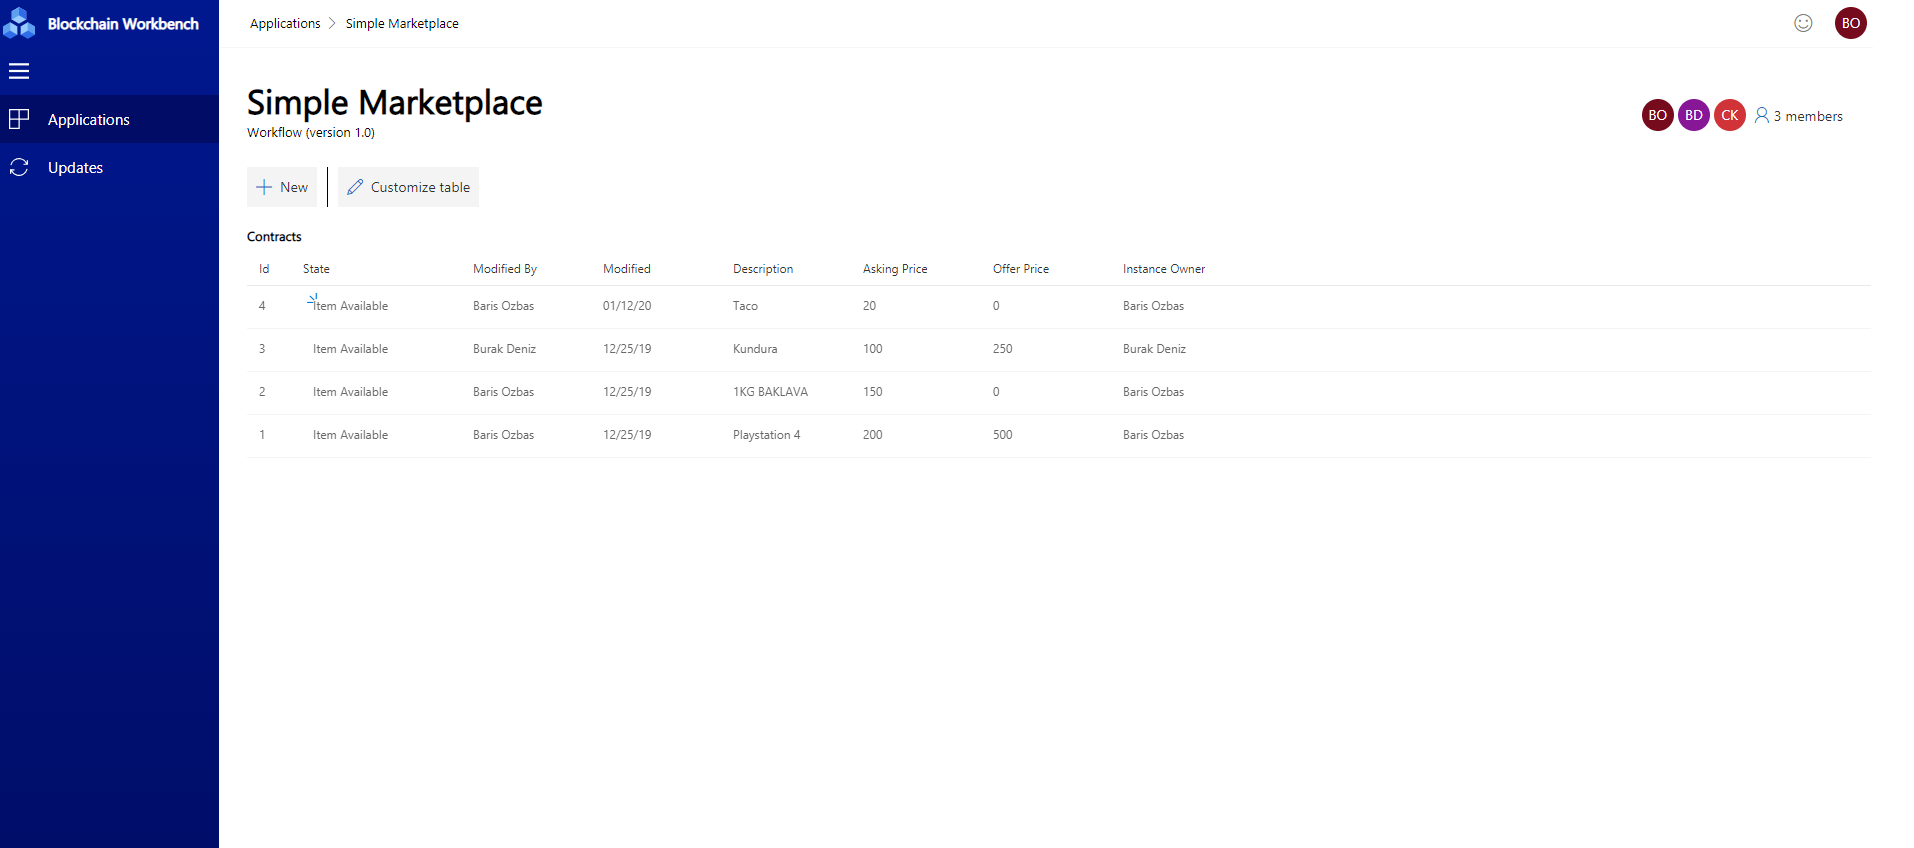 Blockchain Workbench
Applications
Updates
Applications > Simple Marketplace
BO
Simple Marketplace
Workflow (version 1.0)
BO BD CK 3 members
New
Customize table
Contracts
Id State Modified By Modified Description Asking Price Offer Price Instance Owner
4 Item Available Baris Ozbas 01/12/20 Taco 20 0 Baris Ozbas
3 Item Available Burak Deniz 12/25/19 Kundura 100 250 Burak Deniz
2 Item Available Baris Ozbas 12/25/19 1KG BAKLAVA 150 0 Baris Ozbas
1 Item Available Baris Ozbas 12/25/19 Playstation 4 200 500 Baris Ozbas